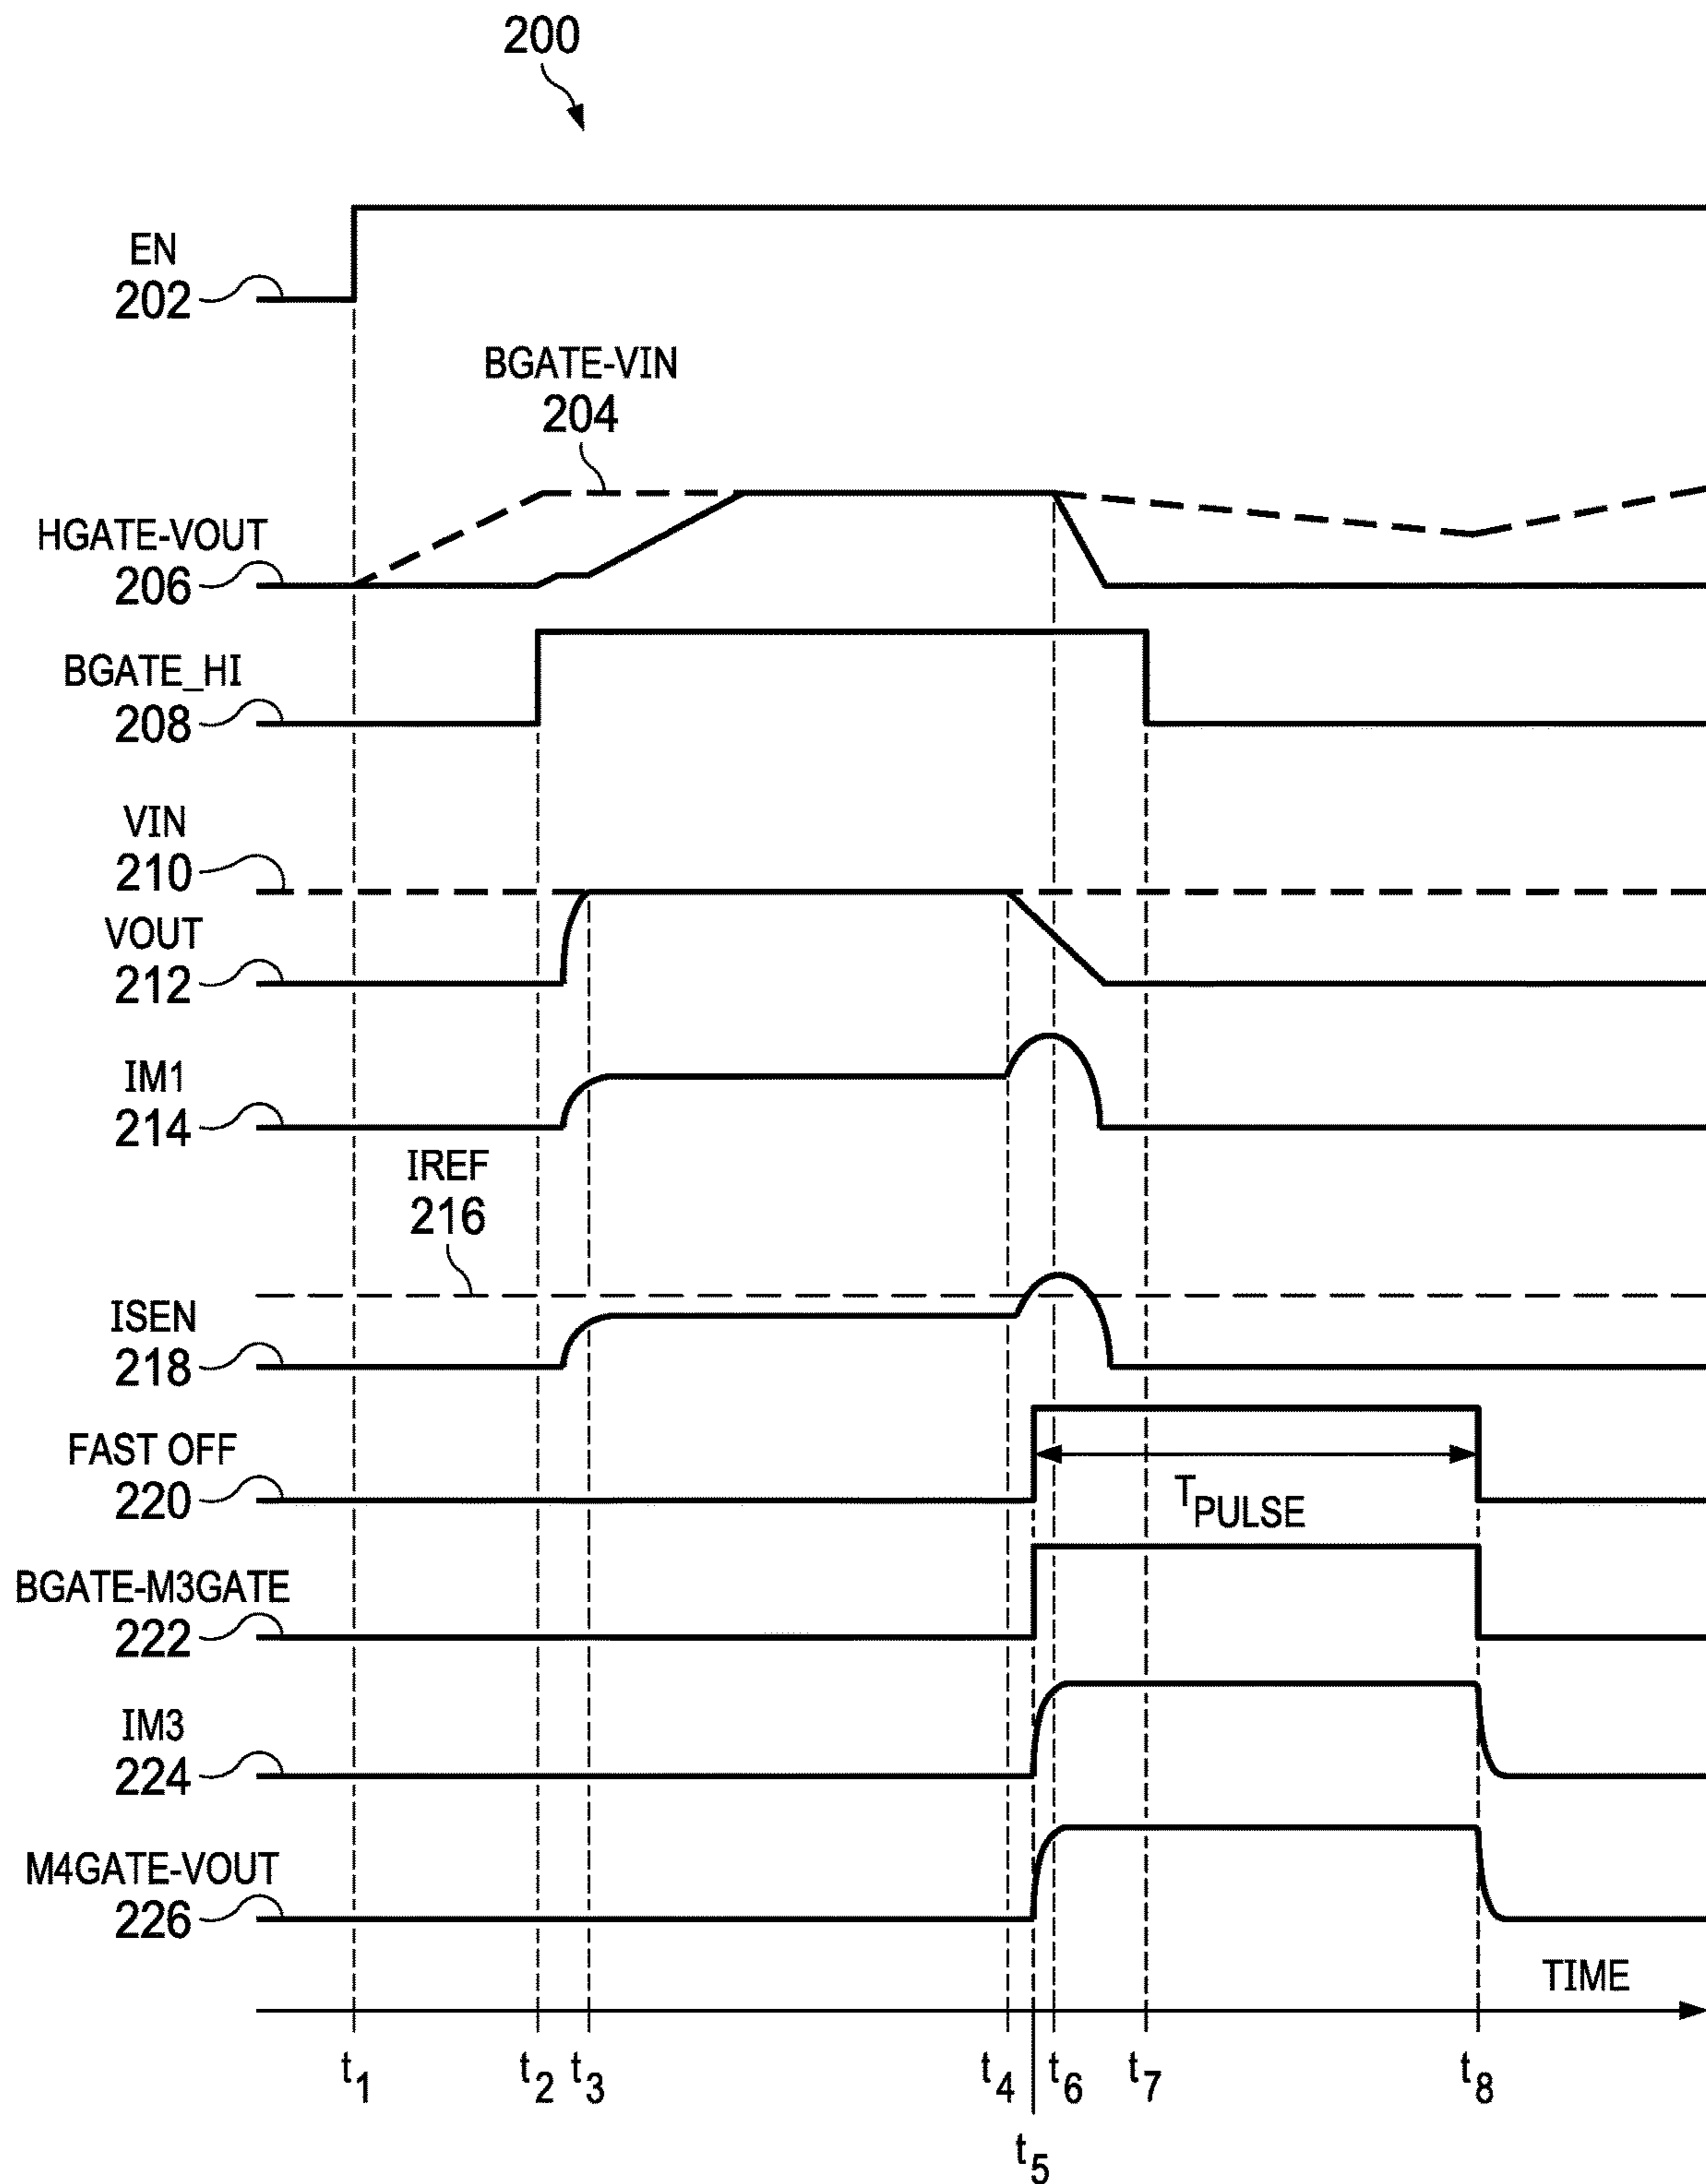 200
EN
202
BGATE-VIN
204
HGATE-VOUT
206
BGATE_HI
208
VIN
210
VOUT
212
IM1
214
IREF
216
ISEN
218
FAST OFF
220
TPULSE
BGATE-M3GATE
222
IM3
224
M4GATE-VOUT
226
TIME
t1 t2 t3 t4 t6 t7 t8
t5